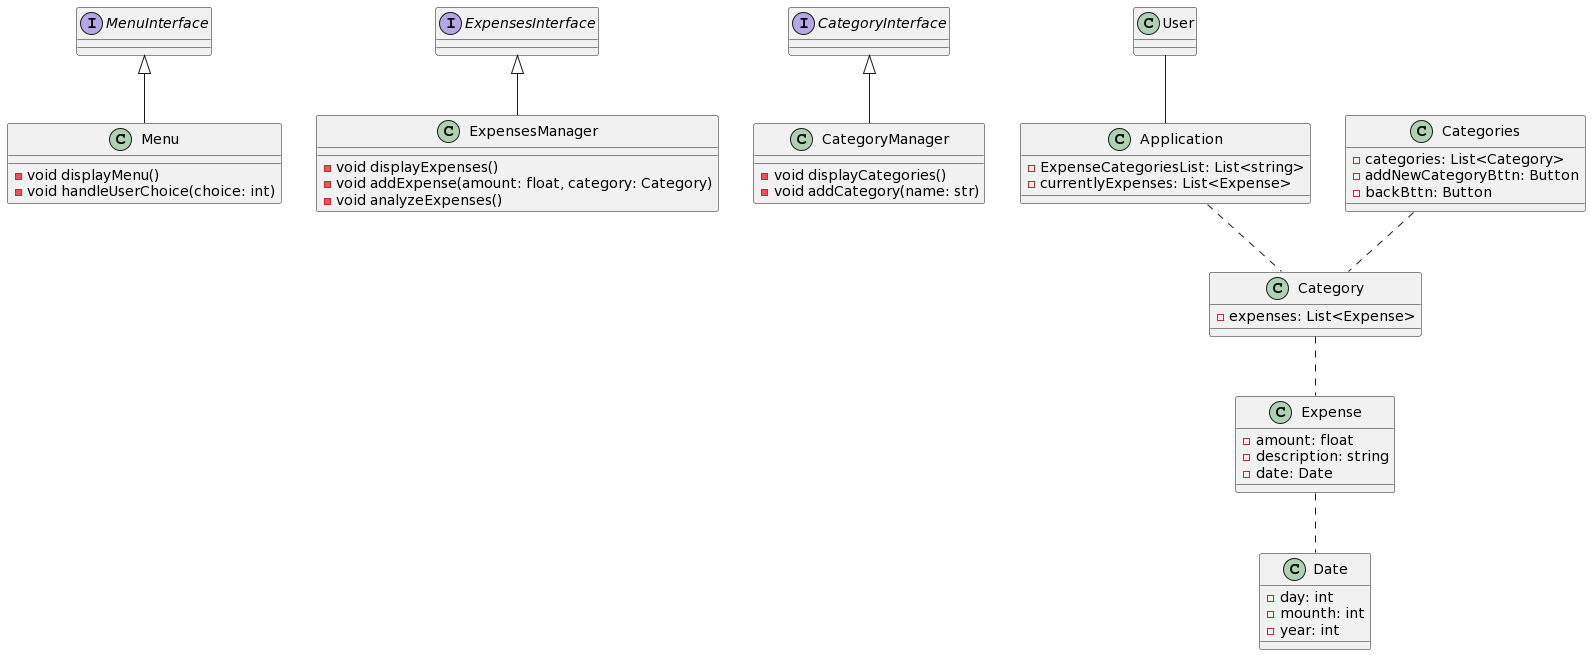 I MenuInterface
I ExpensesInterface
I CategoryInterface
C User
C Menu
void displayMenu()
void handleUserChoice(choice: int)
C ExpensesManager
void displayExpenses()
void addExpense(amount: float, category: Category)
void analyzeExpenses()
C CategoryManager
void displayCategories()
void addCategory(name: str)
C Application
ExpenseCategoriesList: List<string>
currentlyExpenses: List<Expense>
C Categories
categories: List<Category>
addNewCategoryBttn: Button
backBttn: Button
C Category
expenses: List<Expense>
C Expense
amount: float
description: string
date: Date
C Date
day: int
mounth: int
year: int